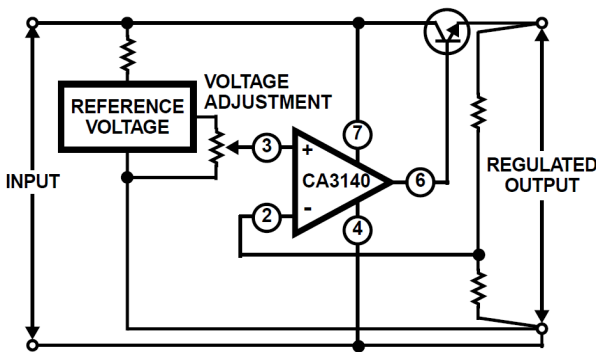 REFERENCE
VOLTAGE
VOLTAGE
ADJUSTMENT
INPUT
3
+
7
CA3140
6
2
-
4
REGULATED
OUTPUT